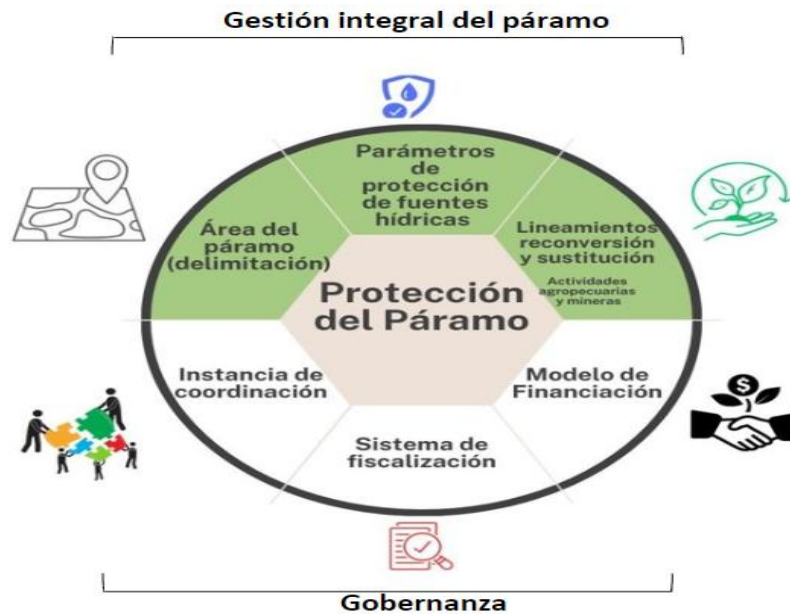 Gestión integral del páramo
Parámetros
de
protección
de fuentes
hídricas
Área del
páramo
(delimitación)
Lineamientos
reconversión
y sustitución
Actividades
agropecuarias
y mineras
Protección
del Páramo
Instancia de
coordinación
Modelo de
Financiación
$
Sistema de
fiscalización
Gobernanza